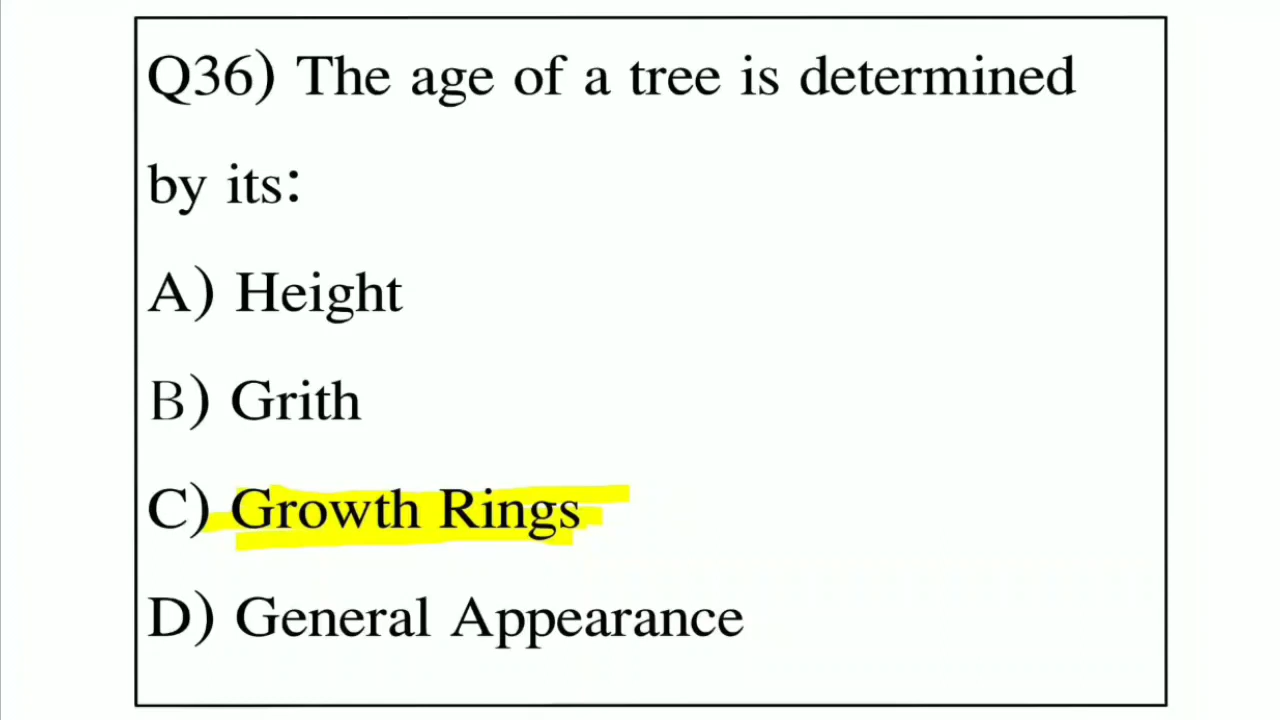 Q36) The age of a tree is determined
by its:
A) Height
B) Grith
C) Growth Rings
D) General Appearance